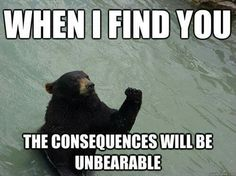 WHEN I FIND YOU
THE CONSEQUENCES WILL BE
UNBEARABLE